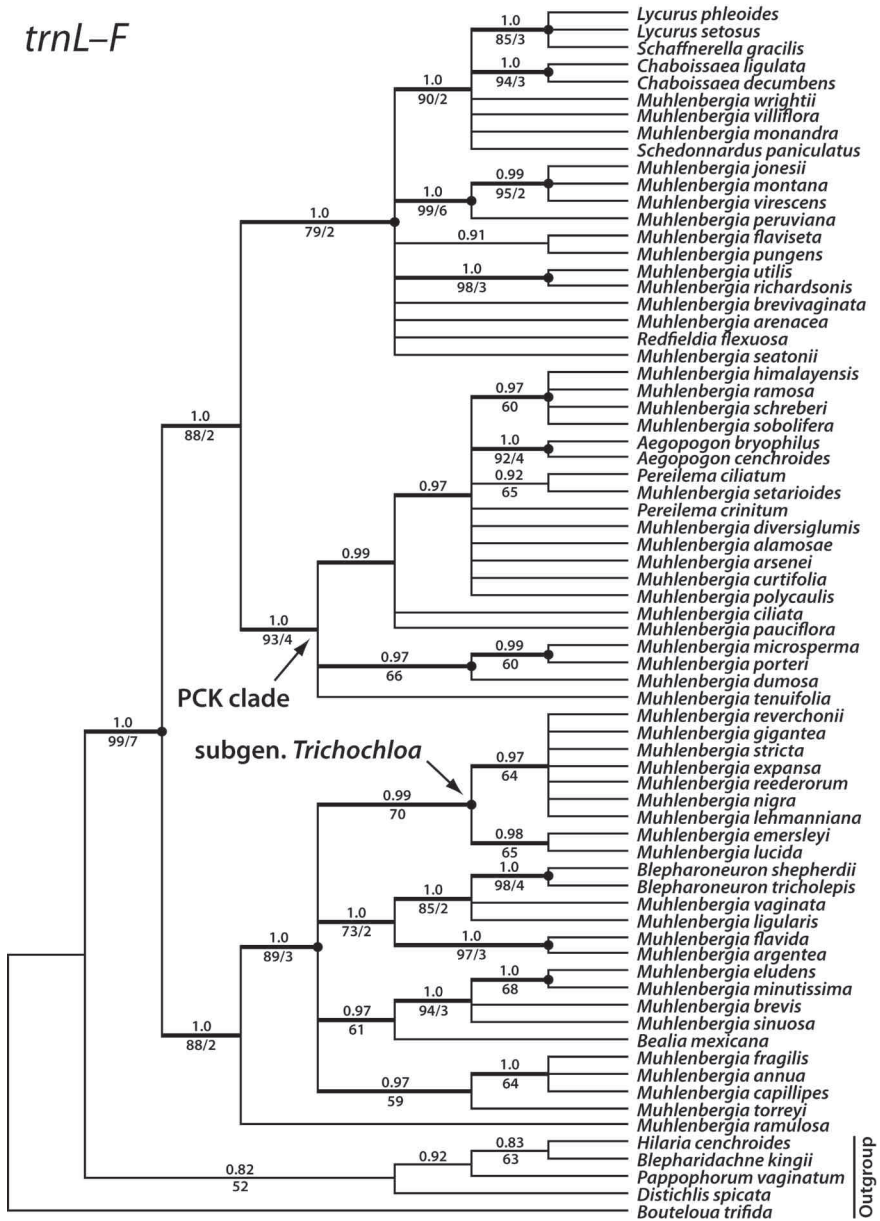 trnL–F
1.0
85/3
Lycurus phleoides
Lycurus setosus
Schaffnerella gracilis
1.0
94/3
Chaboissaea ligulata
Chaboissaea decumbens
1.0
90/2
Muhlenbergia wrightii
Muhlenbergia villiflora
Muhlenbergia monandra
Schedonnardus paniculatus
0.99
95/2
Muhlenbergia jonesii
Muhlenbergia montana
1.0
99/6
Muhlenbergia virescens
Muhlenbergia peruviana
1.0
79/2
0.91
Muhlenbergia flaviseta
Muhlenbergia pungens
1.0
98/3
Muhlenbergia utilis
Muhlenbergia richardsonis
Muhlenbergia brevivaginata
Muhlenbergia arenacea
Redfieldia flexuosa
Muhlenbergia seatonii
0.97
60
Muhlenbergia himalayensis
Muhlenbergia ramosa
Muhlenbergia schreberi
Muhlenbergia sobolifera
1.0
88/2
1.0
92/4
Aegopogon bryophilus
Aegopogon cenchroides
0.92
65
Pereilema ciliatum
Muhlenbergia setarioides
0.97
Pereilema crinitum
Muhlenbergia diversiglumis
Muhlenbergia alamosae
Muhlenbergia arsenei
Muhlenbergia curtifolia
Muhlenbergia polycaulis
0.99
Muhlenbergia ciliata
Muhlenbergia pauciflora
1.0
93/4
PCK clade
0.99
60
Muhlenbergia microsperma
Muhlenbergia porteri
0.97
66
Muhlenbergia dumosa
Muhlenbergia tenuifolia
1.0
99/7
subgen. Trichochloa
0.97
64
Muhlenbergia reverchonii
Muhlenbergia gigantea
Muhlenbergia stricta
Muhlenbergia expansa
Muhlenbergia reederorum
Muhlenbergia nigra
Muhlenbergia lehmanniana
0.99
70
0.98
65
Muhlenbergia emersleyi
Muhlenbergia lucida
1.0
98/4
Blepharoneuron shepherdii
Blepharoneuron tricholepis
1.0
85/2
Muhlenbergia vaginata
Muhlenbergia ligularis
1.0
73/2
1.0
97/3
Muhlenbergia flavida
Muhlenbergia argentea
1.0
89/3
1.0
68
Muhlenbergia eludens
Muhlenbergia minutissima
1.0
94/3
Muhlenbergia brevis
Muhlenbergia sinuosa
0.97
61
Bealia mexicana
1.0
88/2
1.0
64
Muhlenbergia fragilis
Muhlenbergia annua
Muhlenbergia capillipes
0.97
59
Muhlenbergia torreyi
Muhlenbergia ramulosa
0.83
63
Hilaria cenchroides
Blepharidachne kingii
0.92
Pappophorum vaginatum
0.82
52
Distichlis spicata
Bouteloua trifida
Outgroup